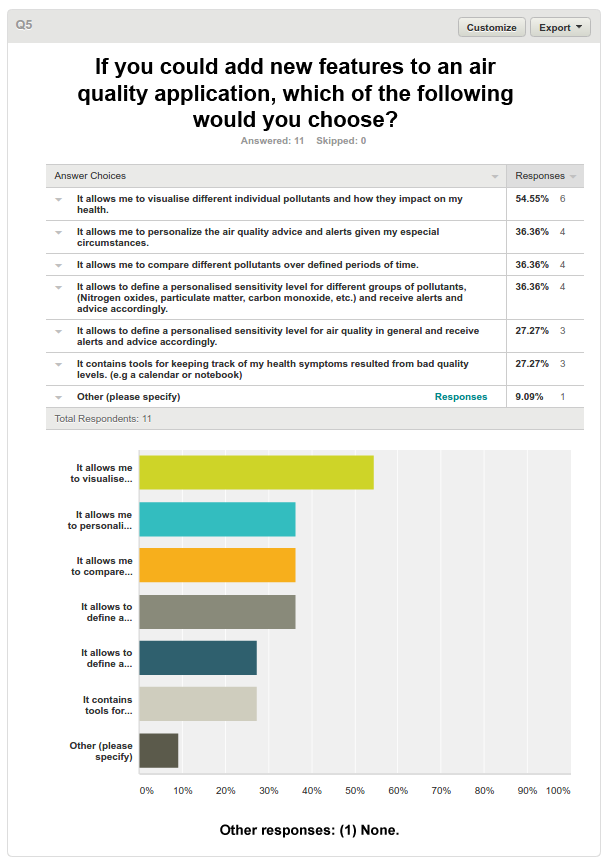 Q5
Customize
Export
If you could add new features to an air
quality application, which of the following
would you choose?
Answered: 11 Skipped: 0
Answer Choices
Responses
It allows me to visualise different individual pollutants and how they impact on my
health.
54.55% 6
It allows me to personalize the air quality advice and alerts given my especial
circumstances.
36.36% 4
It allows me to compare different pollutants over defined periods of time.
36.36% 4
It allows to define a personalised sensitivity level for different groups of pollutants,
(Nitrogen oxides, particulate matter, carbon monoxide, etc.) and receive alerts and
advice accordingly.
36.36% 4
It allows to define a personalised sensitivity level for air quality in general and receive
alerts and advice accordingly.
27.27% 3
It contains tools for keeping track of my health symptoms resulted from bad quality
levels. (e.g a calendar or notebook)
27.27% 3
Other (please specify)
Responses
9.09% 1
Total Respondents: 11
It allows me
to visualise...
It allows me
to personali...
It allows me
to compare...
It allows to
define a...
It allows to
define a...
It contains
tools for...
Other (please
specify)
0% 10% 20% 30% 40% 50% 60% 70% 80% 90% 100%
Other responses: (1) None.